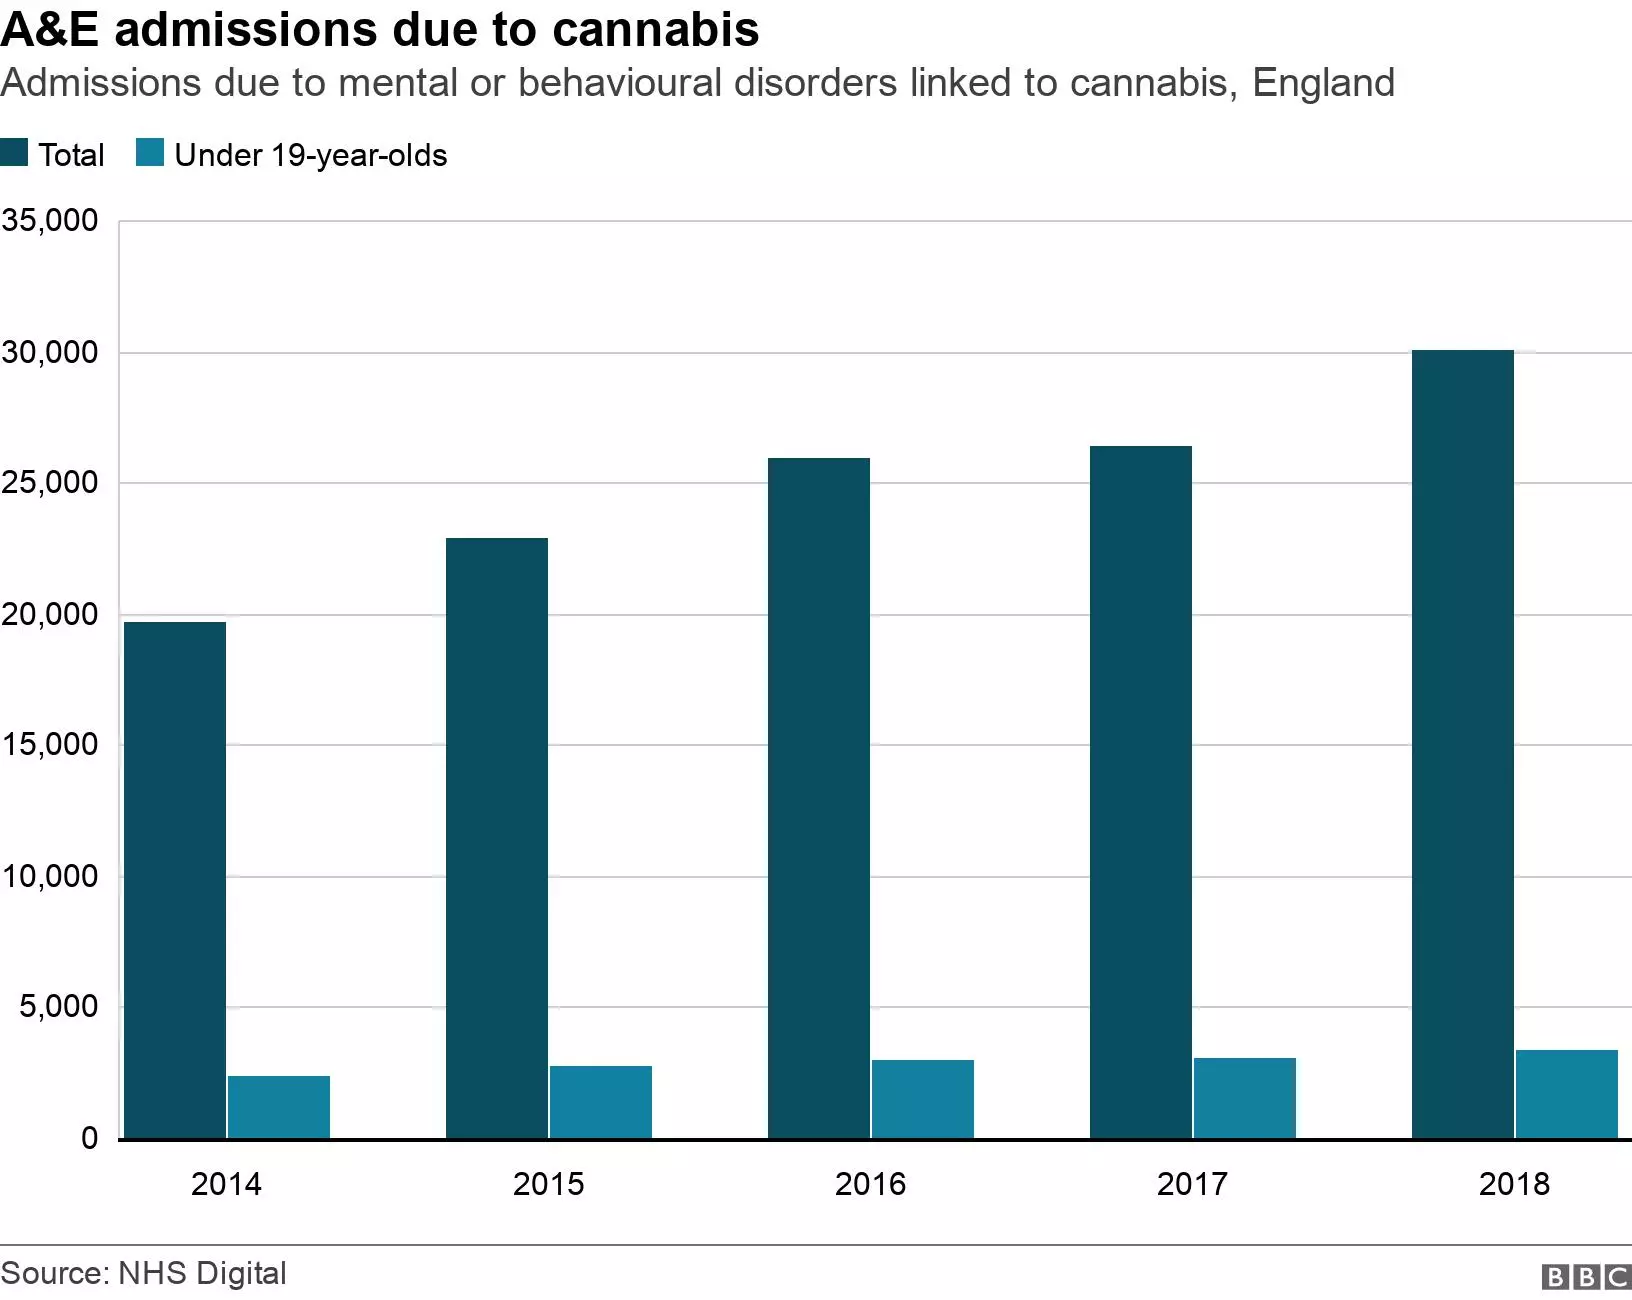 A&E admissions due to cannabis
Admissions due to mental or behavioural disorders linked to cannabis, England
Total Under 19-year-olds
35,000
30,000
25,000
20,000
15,000
10,000
5,000
0
2014 2015 2016 2017 2018
Source: NHS Digital
BBC